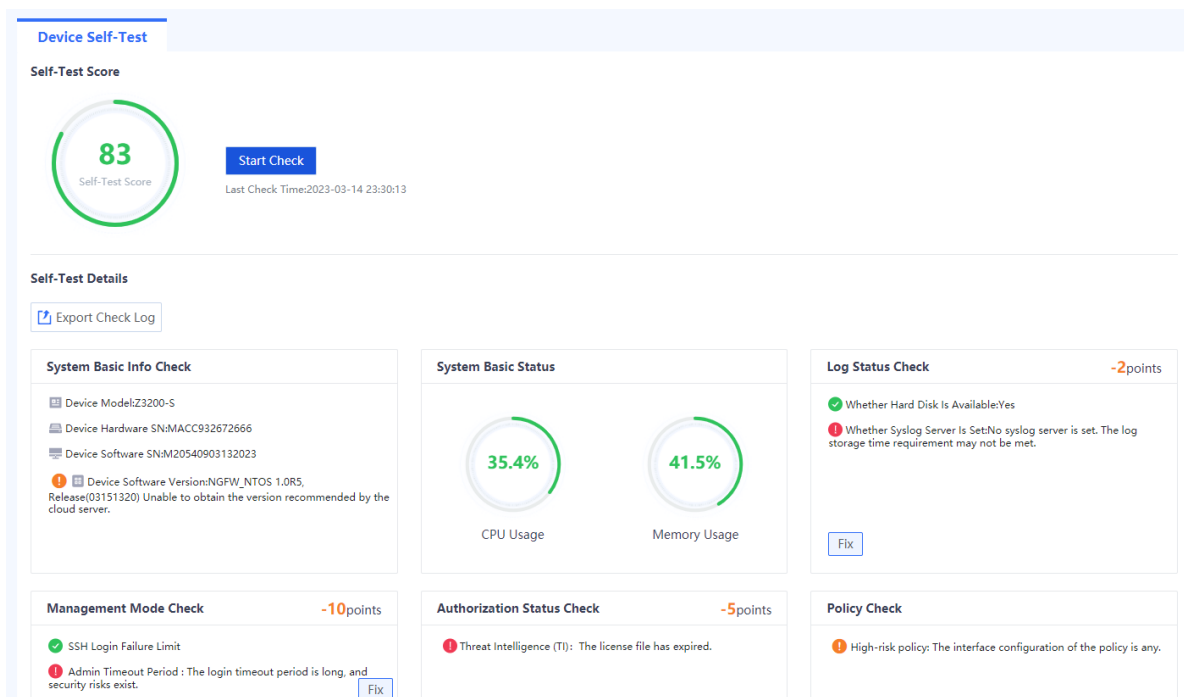 Device Self-Test
Self-Test Score
83
Self-Test Score
Start Check
Last Check Time:2023-03-14 23:30:13
Self-Test Details
Export Check Log
System Basic Info Check
Device Model:Z3200-S
Device Hardware SN:MACC932672666
Device Software SN:M20540903132023
Device Software Version:NGFW_NTOS 1.0R5,
Release(03151320) Unable to obtain the version recommended by the
cloud server.
System Basic Status
35.4%
CPU Usage
41.5%
Memory Usage
Log Status Check
-2points
Whether Hard Disk Is Available:Yes
Whether Syslog Server Is Set:No syslog server is set. The log
storage time requirement may not be met.
Fix
Management Mode Check
-10points
SSH Login Failure Limit
Admin Timeout Period : The login timeout period is long, and
security risks exist.
Fix
Authorization Status Check
-5points
Threat Intelligence (TI): The license file has expired.
Policy Check
High-risk policy: The interface configuration of the policy is any.